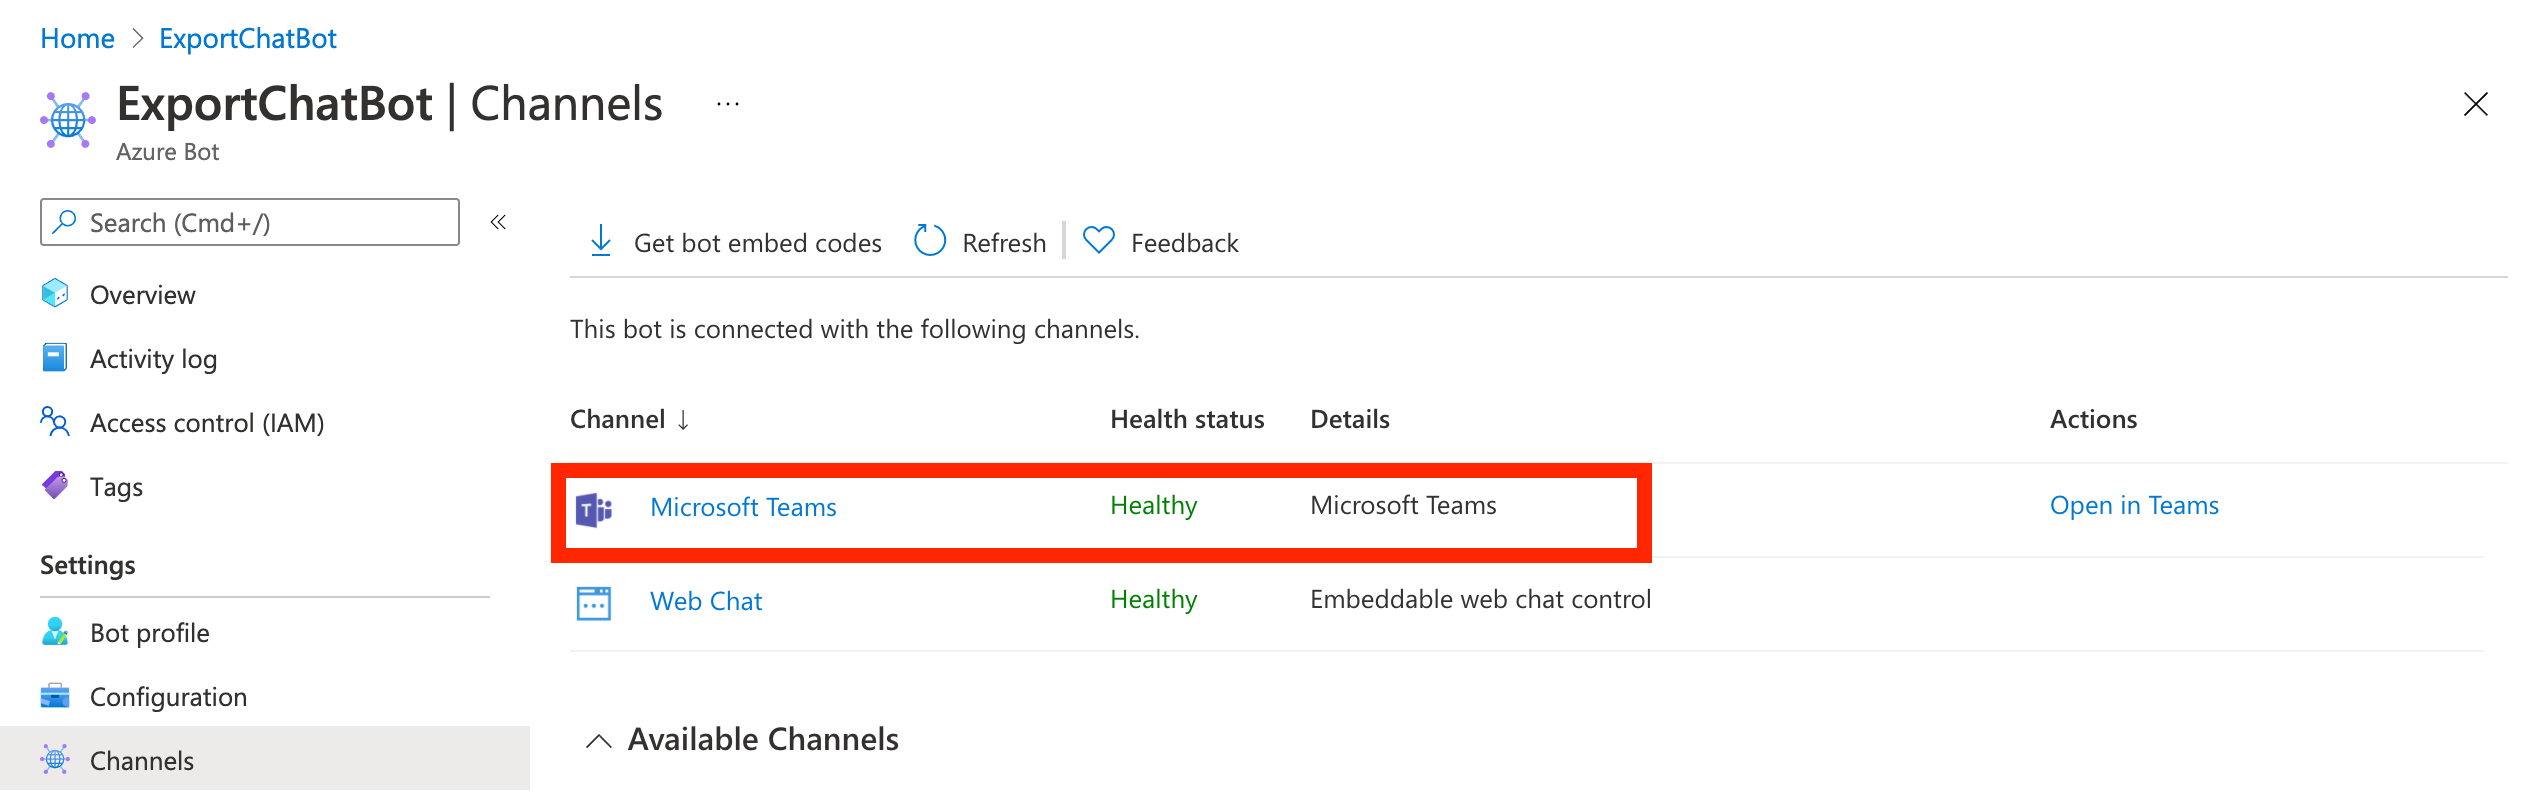 Home > ExportChatBot
ExportChatBot | Channels ...
Azure Bot
Search (Cmd+/)
«
Overview
Activity log
Access control (IAM)
Tags
Settings
Bot profile
Configuration
Channels
Get bot embed codes Refresh Feedback
This bot is connected with the following channels.
Channel ↓ Health status Details Actions
Microsoft Teams Healthy Microsoft Teams Open in Teams
Web Chat Healthy Embeddable web chat control
Available Channels